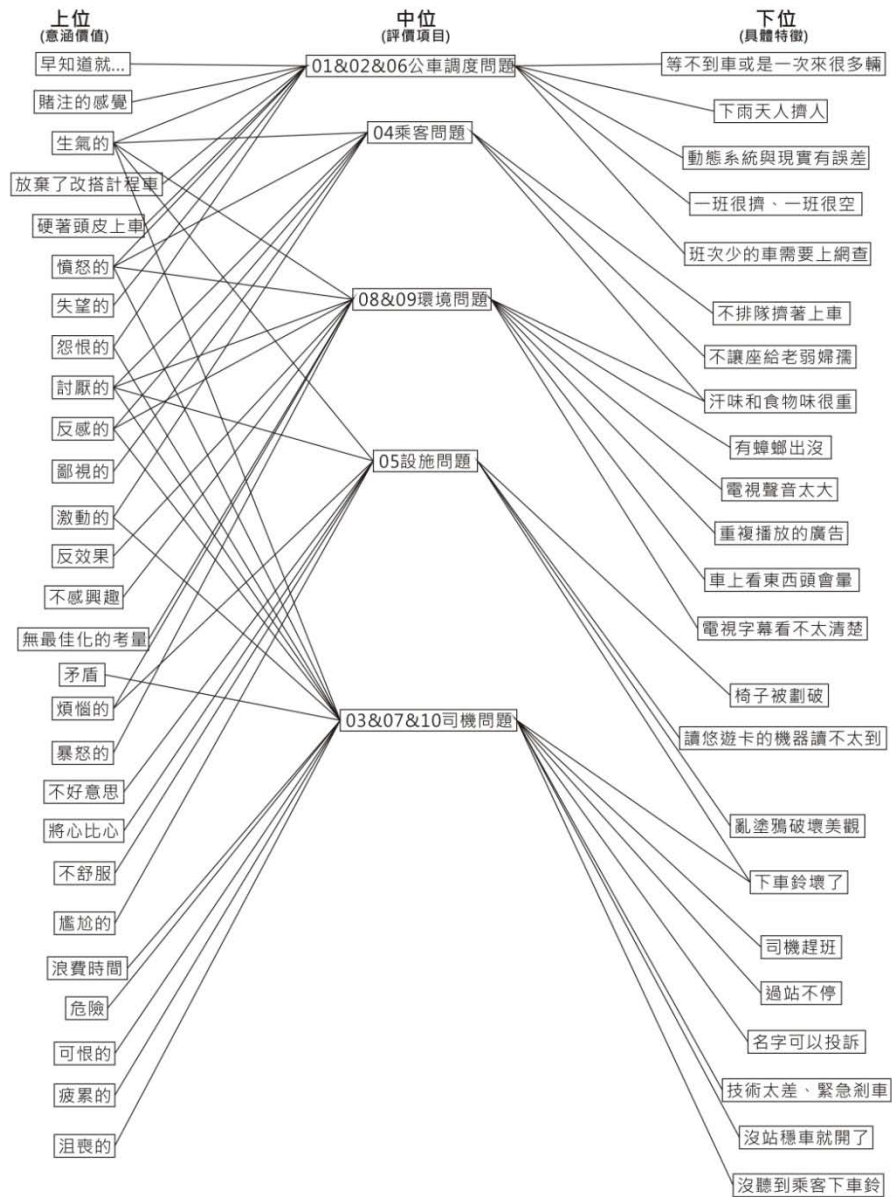 上位
(意涵價值)
早知道就...
賭注的感覺
生氣的
放棄了改搭計程車
硬著頭皮上車
憤怒的
失望的
怨恨的
討厭的
反感的
鄙視的
激動的
反效果
不感興趣
無最佳化的考量
矛盾
煩惱的
暴怒的
不好意思
將心比心
不舒服
尷尬的
浪費時間
危險
可恨的
疲累的
沮喪的
中位
(評價項目)
01&02&06公車調度問題
04乘客問題
08&09環境問題
05設施問題
03&07&10司機問題
下位
(具體特徵)
等不到車或是一次來很多輛
下雨天人擠人
動態系統與現實有誤差
一班很擠、一班很空
班次少的車需要上網查
不排隊擠著上車
不讓座給老弱婦孺
汗味和食物味很重
有蟑螂出沒
電視聲音太大
重複播放的廣告
車上看東西頭會暈
電視字幕看不太清楚
椅子被劃破
讀悠遊卡的機器讀不太到
亂塗鴉破壞美觀
下車鈴壞了
司機趕班
過站不停
名字可以投訴
技術太差、緊急剎車
沒站穩車就開了
沒聽到乘客下車鈴